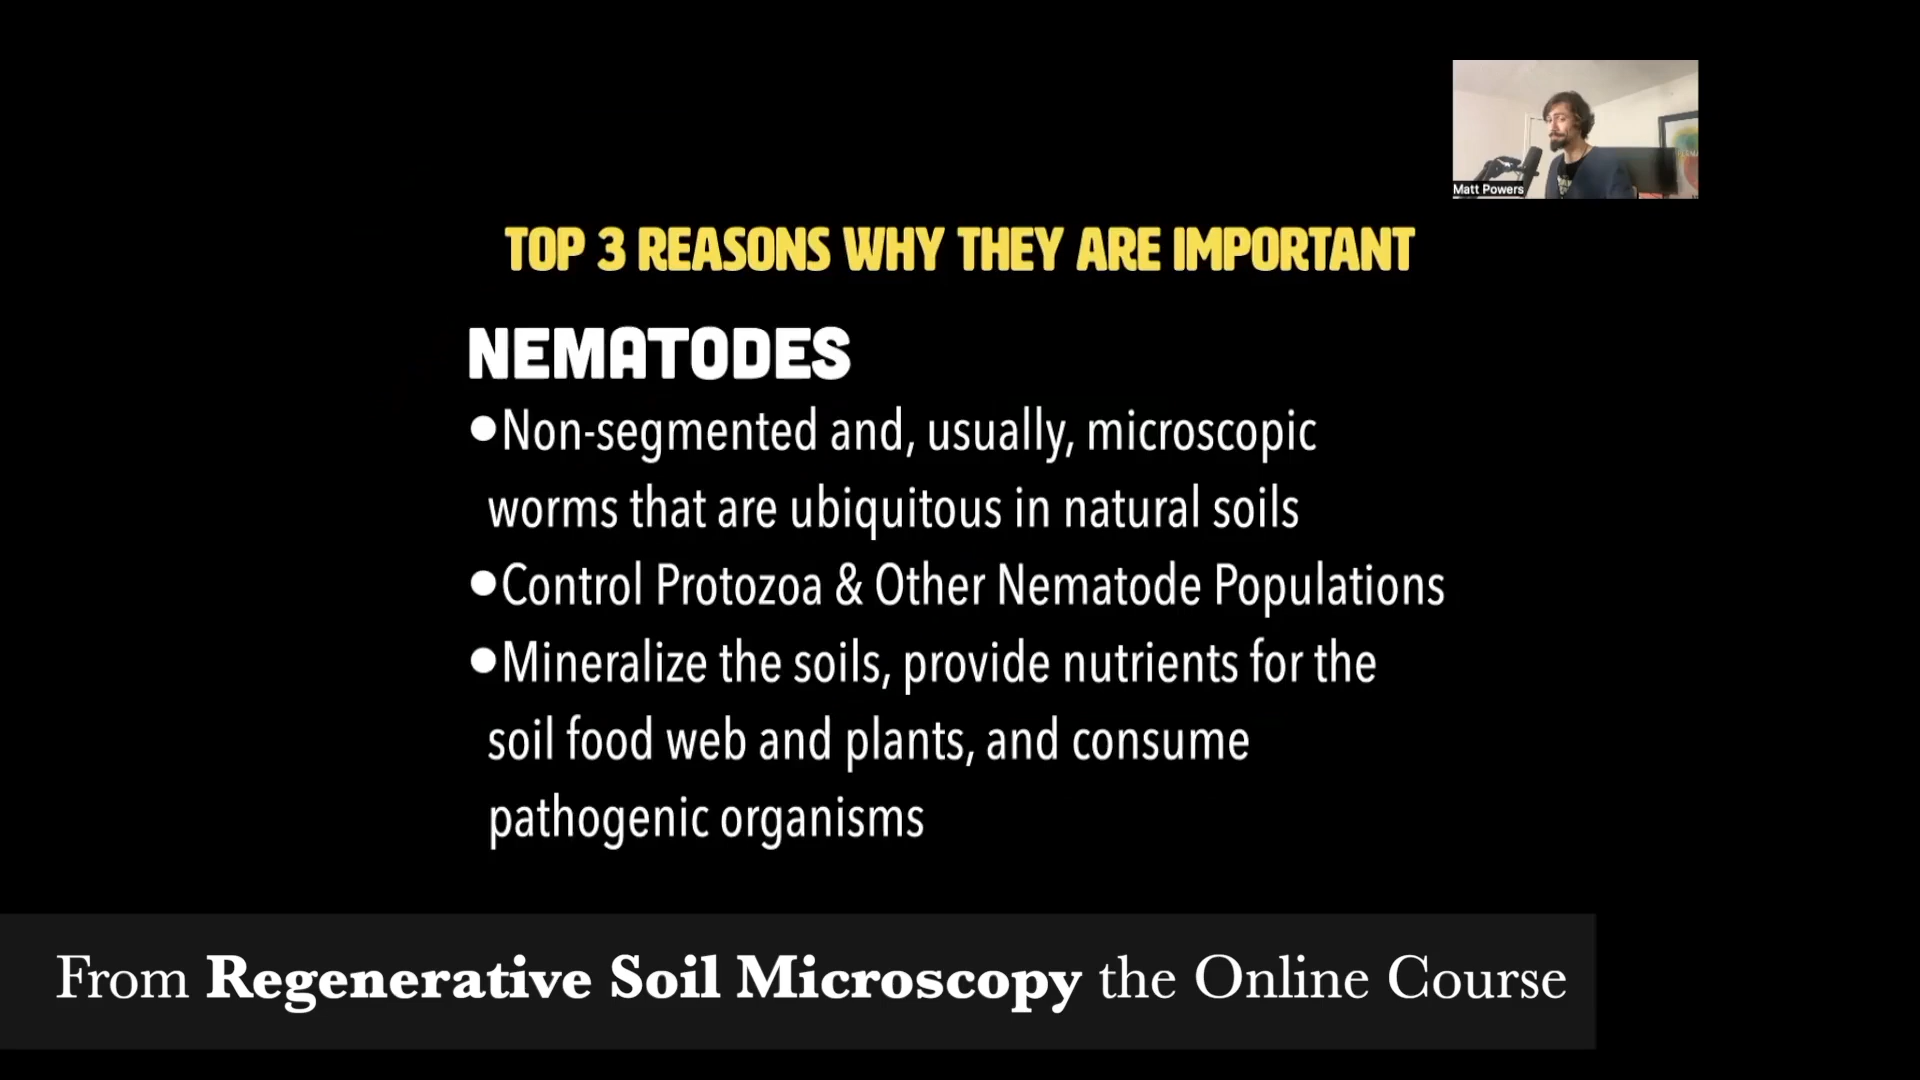 Matt Powers
TOP 3 REASONS WHY THEY ARE IMPORTANT
NEMATODES
●Non-segmented and, usually, microscopic
worms that are ubiquitous in natural soils
●Control Protozoa & Other Nematode Populations
●Mineralize the soils, provide nutrients for the
soil food web and plants, and consume
pathogenic organisms
From Regenerative Soil Microscopy the Online Course